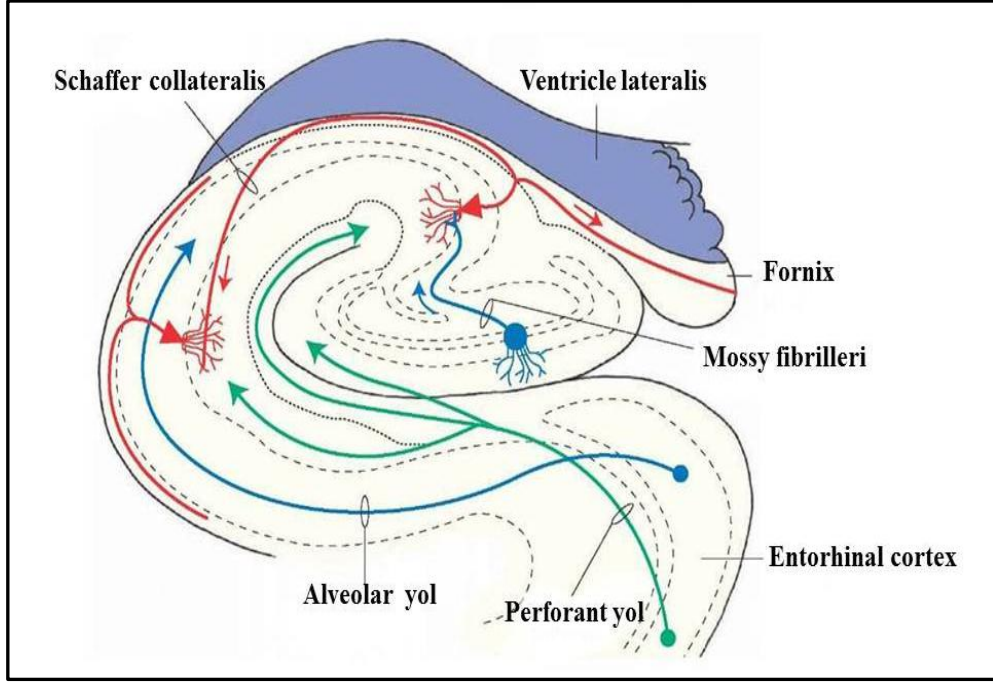 Schaffer collateralis
Ventricle lateralis
Fornix
Mossy fibrilleri
Entorhinal cortex
Alveolar yol
Perforant yol